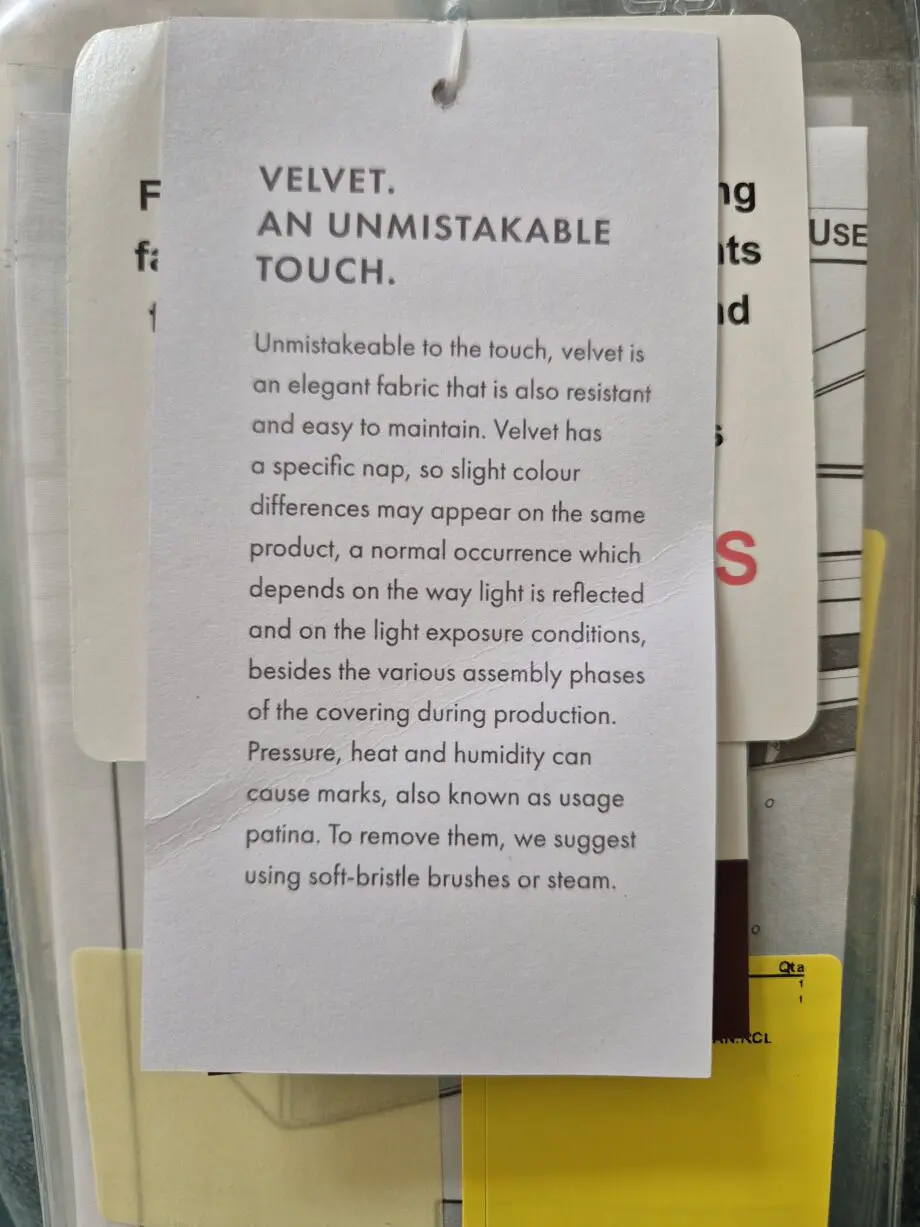 VELVET.
AN UNMISTAKABLE
TOUCH.
Unmistakeable to the touch, velvet is
an elegant fabric that is also resistant
and easy to maintain. Velvet has
a specific nap, so slight colour
differences may appear on the same
product, a normal occurrence which
depends on the way light is reflected
and on the light exposure conditions,
besides the various assembly phases
of the covering during production.
Pressure, heat and humidity can
cause marks, also known as usage
patina. To remove them, we suggest
using soft-bristle brushes or steam.
USE
Qta
1
1